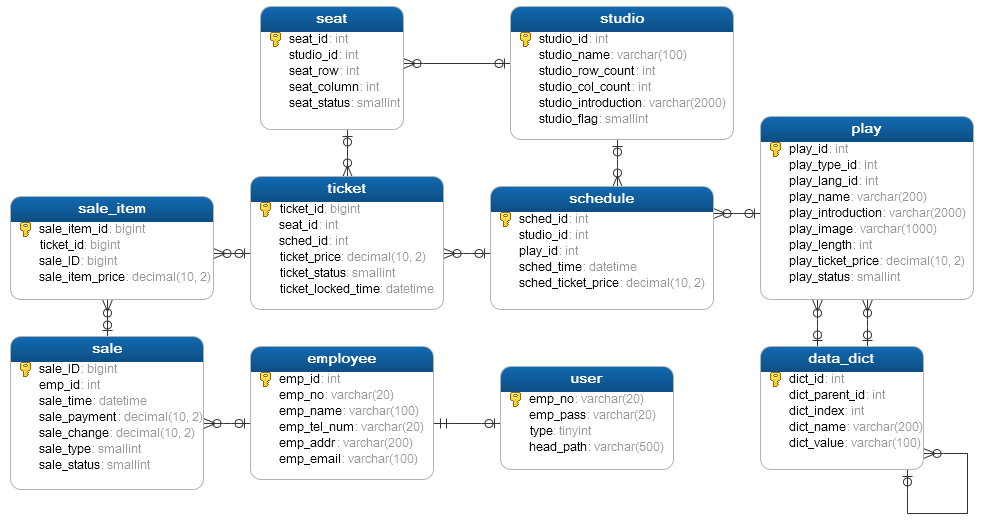 seat
seat_id: int
studio_id: int
seat_row: int
seat_column: int
seat_status: smallint
studio
studio_id: int
studio_name: varchar(100)
studio_row_count: int
studio_col_count: int
studio_introduction: varchar(2000)
studio_flag: smallint
play
play_id: int
play_type_id: int
play_lang_id: int
play_name: varchar(200)
play_introduction: varchar(2000)
play_image: varchar(1000)
play_length: int
play_ticket_price: decimal(10, 2)
play_status: smallint
sale_item
sale_item_id: bigint
ticket_id: bigint
sale_ID: bigint
sale_item_price: decimal(10, 2)
ticket
ticket_id: bigint
seat_id: int
sched_id: int
ticket_price: decimal(10, 2)
ticket_status: smallint
ticket_locked_time: datetime
schedule
sched_id: int
studio_id: int
play_id: int
sched_time: datetime
sched_ticket_price: decimal(10, 2)
sale
sale_ID: bigint
emp_id: int
sale_time: datetime
sale_payment: decimal(10, 2)
sale_change: decimal(10, 2)
sale_type: smallint
sale_status: smallint
employee
emp_id: int
emp_no: varchar(20)
emp_name: varchar(100)
emp_tel_num: varchar(20)
emp_addr: varchar(200)
emp_email: varchar(100)
user
emp_no: varchar(20)
emp_pass: varchar(20)
type: tinyint
head_path: varchar(500)
data_dict
dict_id: int
dict_parent_id: int
dict_index: int
dict_name: varchar(200)
dict_value: varchar(100)